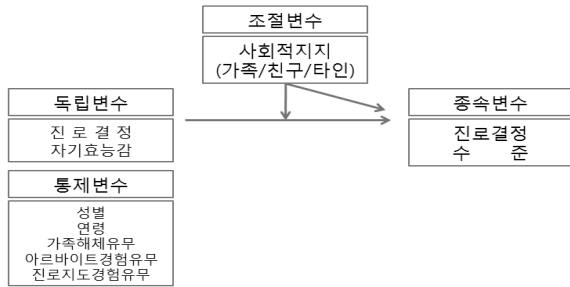 조절변수
사회적지지
(가족/친구/타인)
독립변수
진 로 결 정
자기효능감
종속변수
진로결정
수 준
통제변수
성별
연령
가족해체유무
아르바이트경험유무
진로지도경험유무